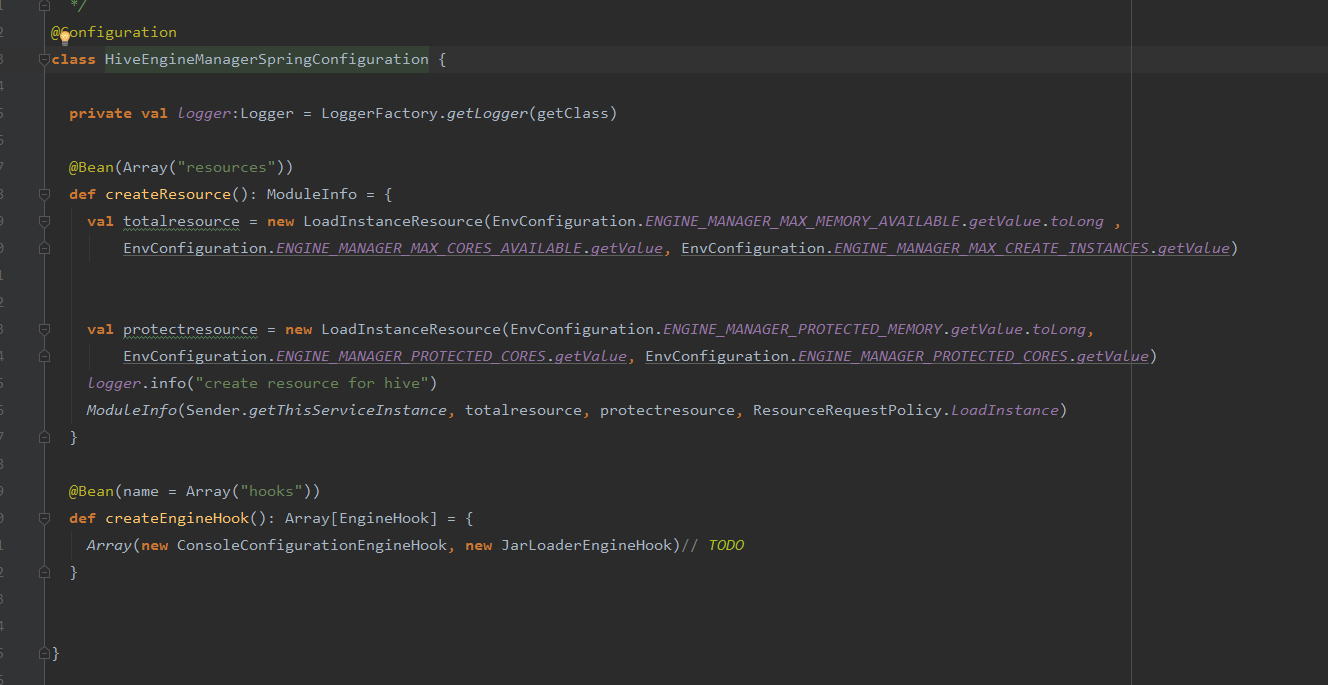 */
@Configuration
class HiveEngineManagerSpringConfiguration {
private val logger:Logger = LoggerFactory.getLogger(getClass)
@Bean(Array("resources"))
def createResource(): ModuleInfo = {
val totalresource = new LoadInstanceResource(EnvConfiguration.ENGINE_MANAGER_MAX_MEMORY_AVAILABLE.getValue.toLong ,
EnvConfiguration.ENGINE_MANAGER_MAX_CORES_AVAILABLE.getValue, EnvConfiguration.ENGINE_MANAGER_MAX_CREATE_INSTANCES.getValue)
val protectresource = new LoadInstanceResource(EnvConfiguration.ENGINE_MANAGER_PROTECTED_MEMORY.getValue.toLong,
EnvConfiguration.ENGINE_MANAGER_PROTECTED_CORES.getValue, EnvConfiguration.ENGINE_MANAGER_PROTECTED_CORES.getValue)
logger.info("create resource for hive")
ModuleInfo(Sender.getThisServiceInstance, totalresource, protectresource, ResourceRequestPolicy.LoadInstance)
}
@Bean(name = Array("hooks"))
def createEngineHook(): Array[EngineHook] = {
Array(new ConsoleConfigurationEngineHook, new JarLoaderEngineHook)// TODO
}
}